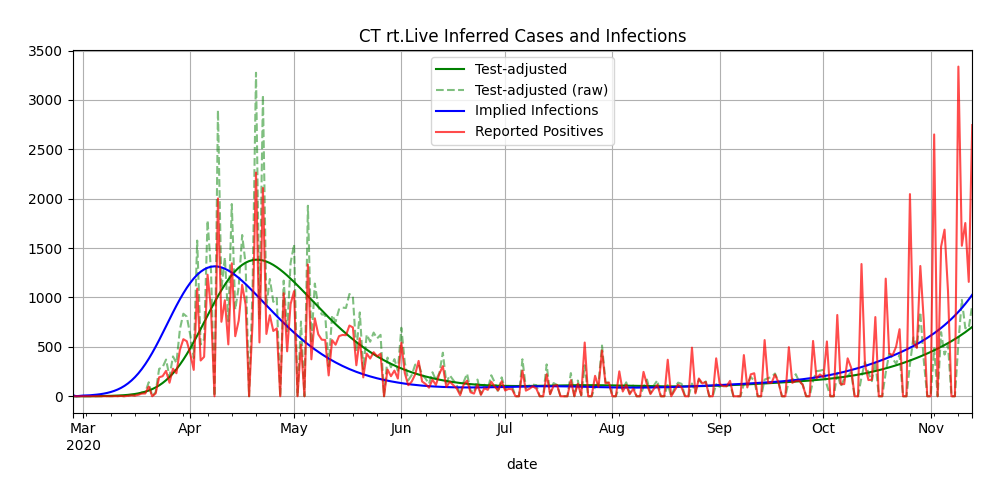 CT rt.Live Inferred Cases and Infections
3500
3000
2500
2000
1500
1000
500
0
Test-adjusted
Test-adjusted (raw)
Implied Infections
Reported Positives
Mar Apr May Jun Jul Aug Sep Oct Nov
2020
date